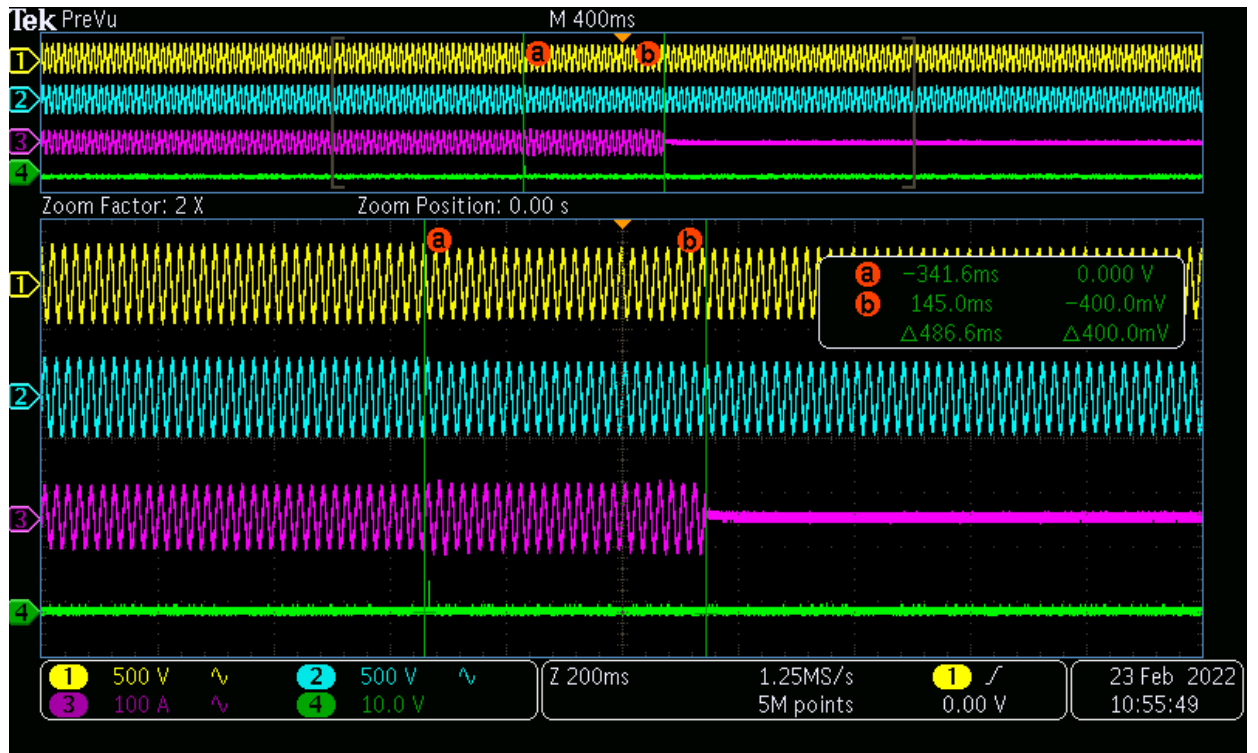 Tek PreVu M 400ms
1 a b
2
3
4
Zoom Factor: 2 X Zoom Position: 0.00 s
a b
1
a −341.6ms 0.000 V
b 145.0ms −400.0mV
△486.6ms △400.0mV
2
3
4
1 500 V 2 500 V Z 200ms 1.25MS/s 1 23 Feb 2022
3 100 A 4 10.0 V 5M points 0.00 V 10:55:49